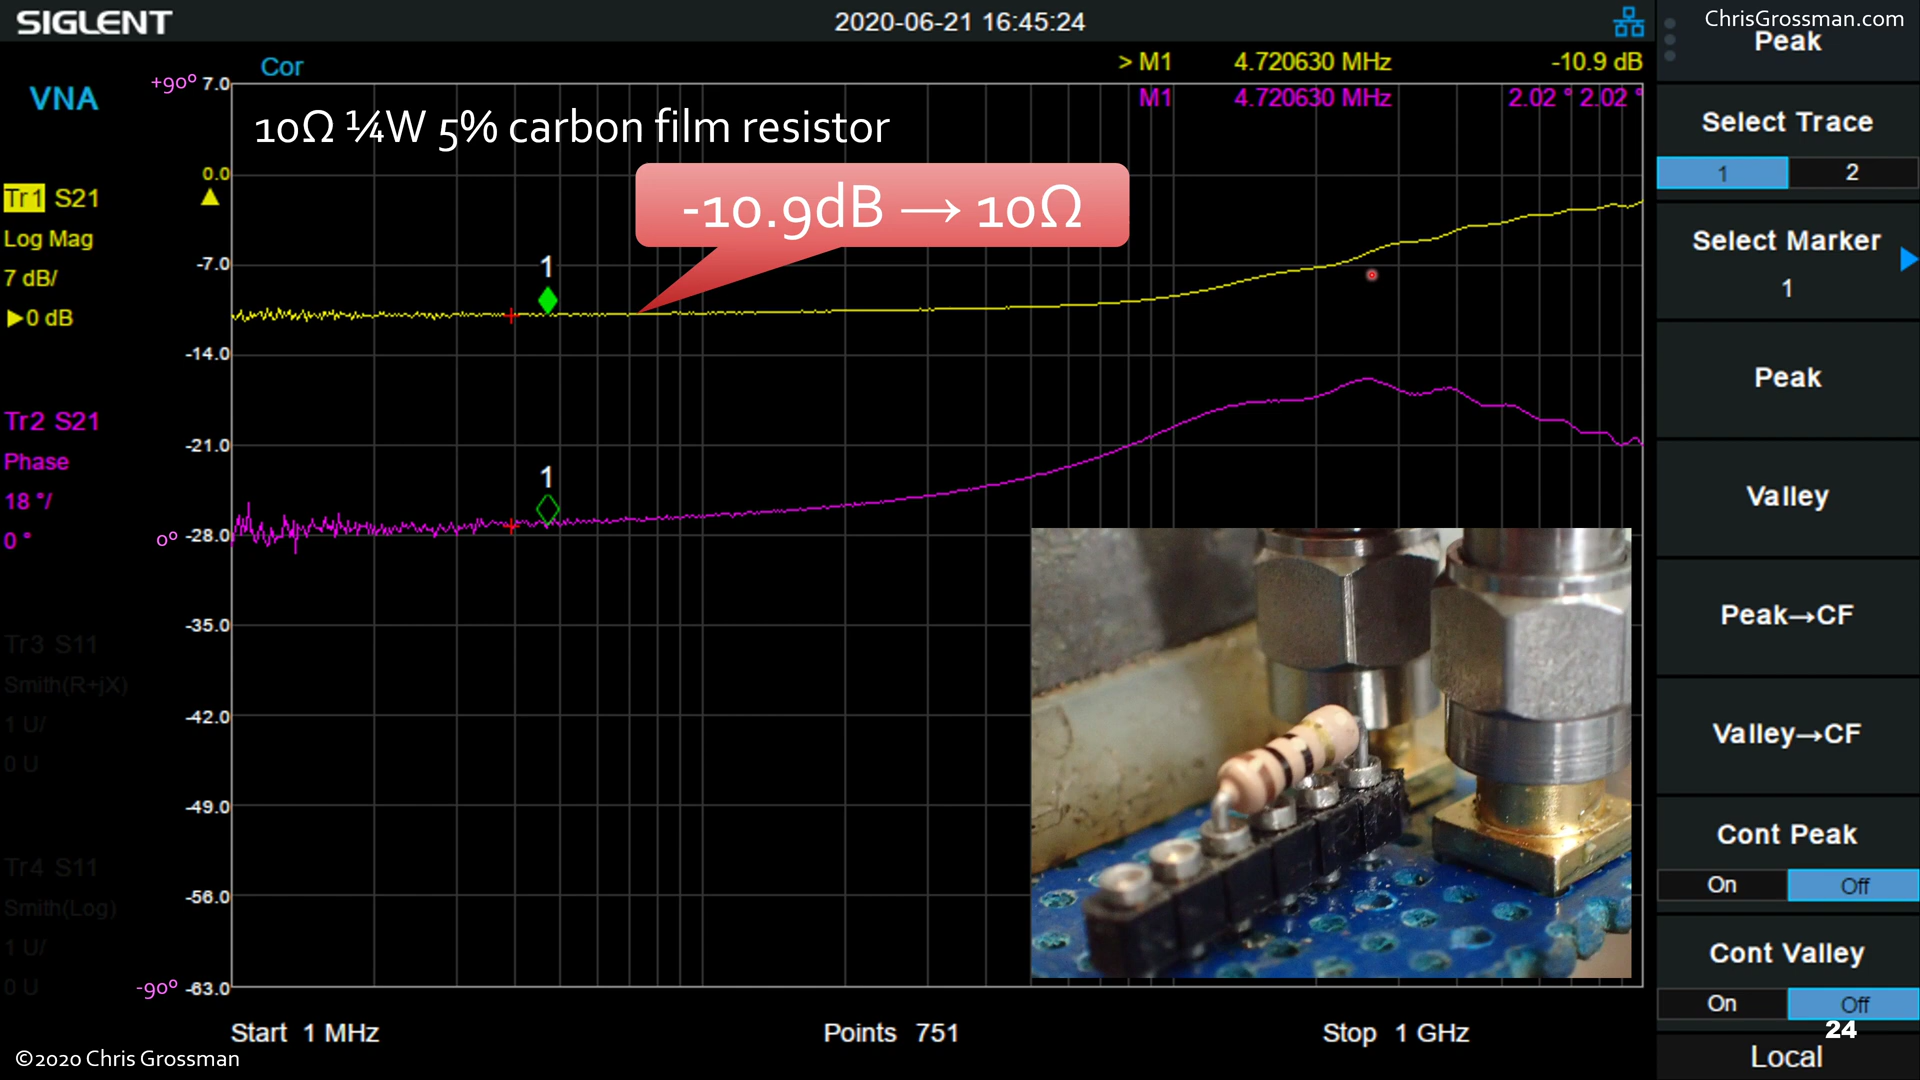 SIGLENT
2020-06-21 16:45:24
ChrisGrossman.com
Peak
VNA
Cor
> M1 4.720630 MHz -10.9 dB
M1 4.720630 MHz 2.02 ° 2.02 °
+90° 7.0
10Ω ¼W 5% carbon film resistor
-10.9dB → 10Ω
0.0
-7.0
-14.0
-21.0
0° -28.0
-35.0
-42.0
-49.0
-56.0
-90° -63.0
1
1
Tr1 S21
Log Mag
7 dB/
▶0 dB
Tr2 S21
Phase
18 °/
0 °
Tr3 S11
Smith(R+jX)
1 U/
0 U
Tr4 S11
Smith(Log)
1 U/
0 U
Start 1 MHz
Points 751
Stop 1 GHz
©2020 Chris Grossman
Select Trace
1 2
Select Marker
1
Peak
Valley
Peak→CF
Valley→CF
Cont Peak
On Off
Cont Valley
On Off
24
Local